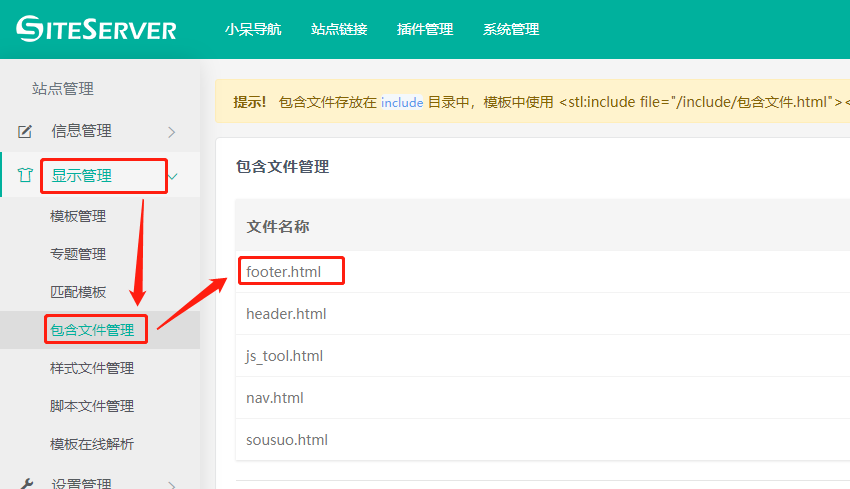 SITESERVER 小呆导航 站点链接 插件管理 系统管理
站点管理
信息管理
显示管理
模板管理
专题管理
匹配模板
包含文件管理
样式文件管理
脚本文件管理
模板在线解析
设置管理
提示! 包含文件存放在 include 目录中，模板中使用 <stl:include file="/include/包含文件.html"><
包含文件管理
文件名称
footer.html
header.html
js_tool.html
nav.html
sousuo.html